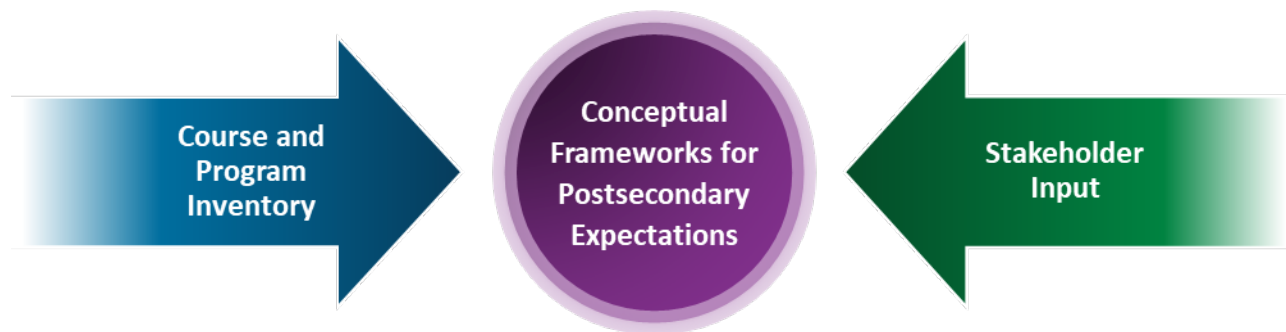 Course and
Program
Inventory
Conceptual
Frameworks for
Postsecondary
Expectations
Stakeholder
Input